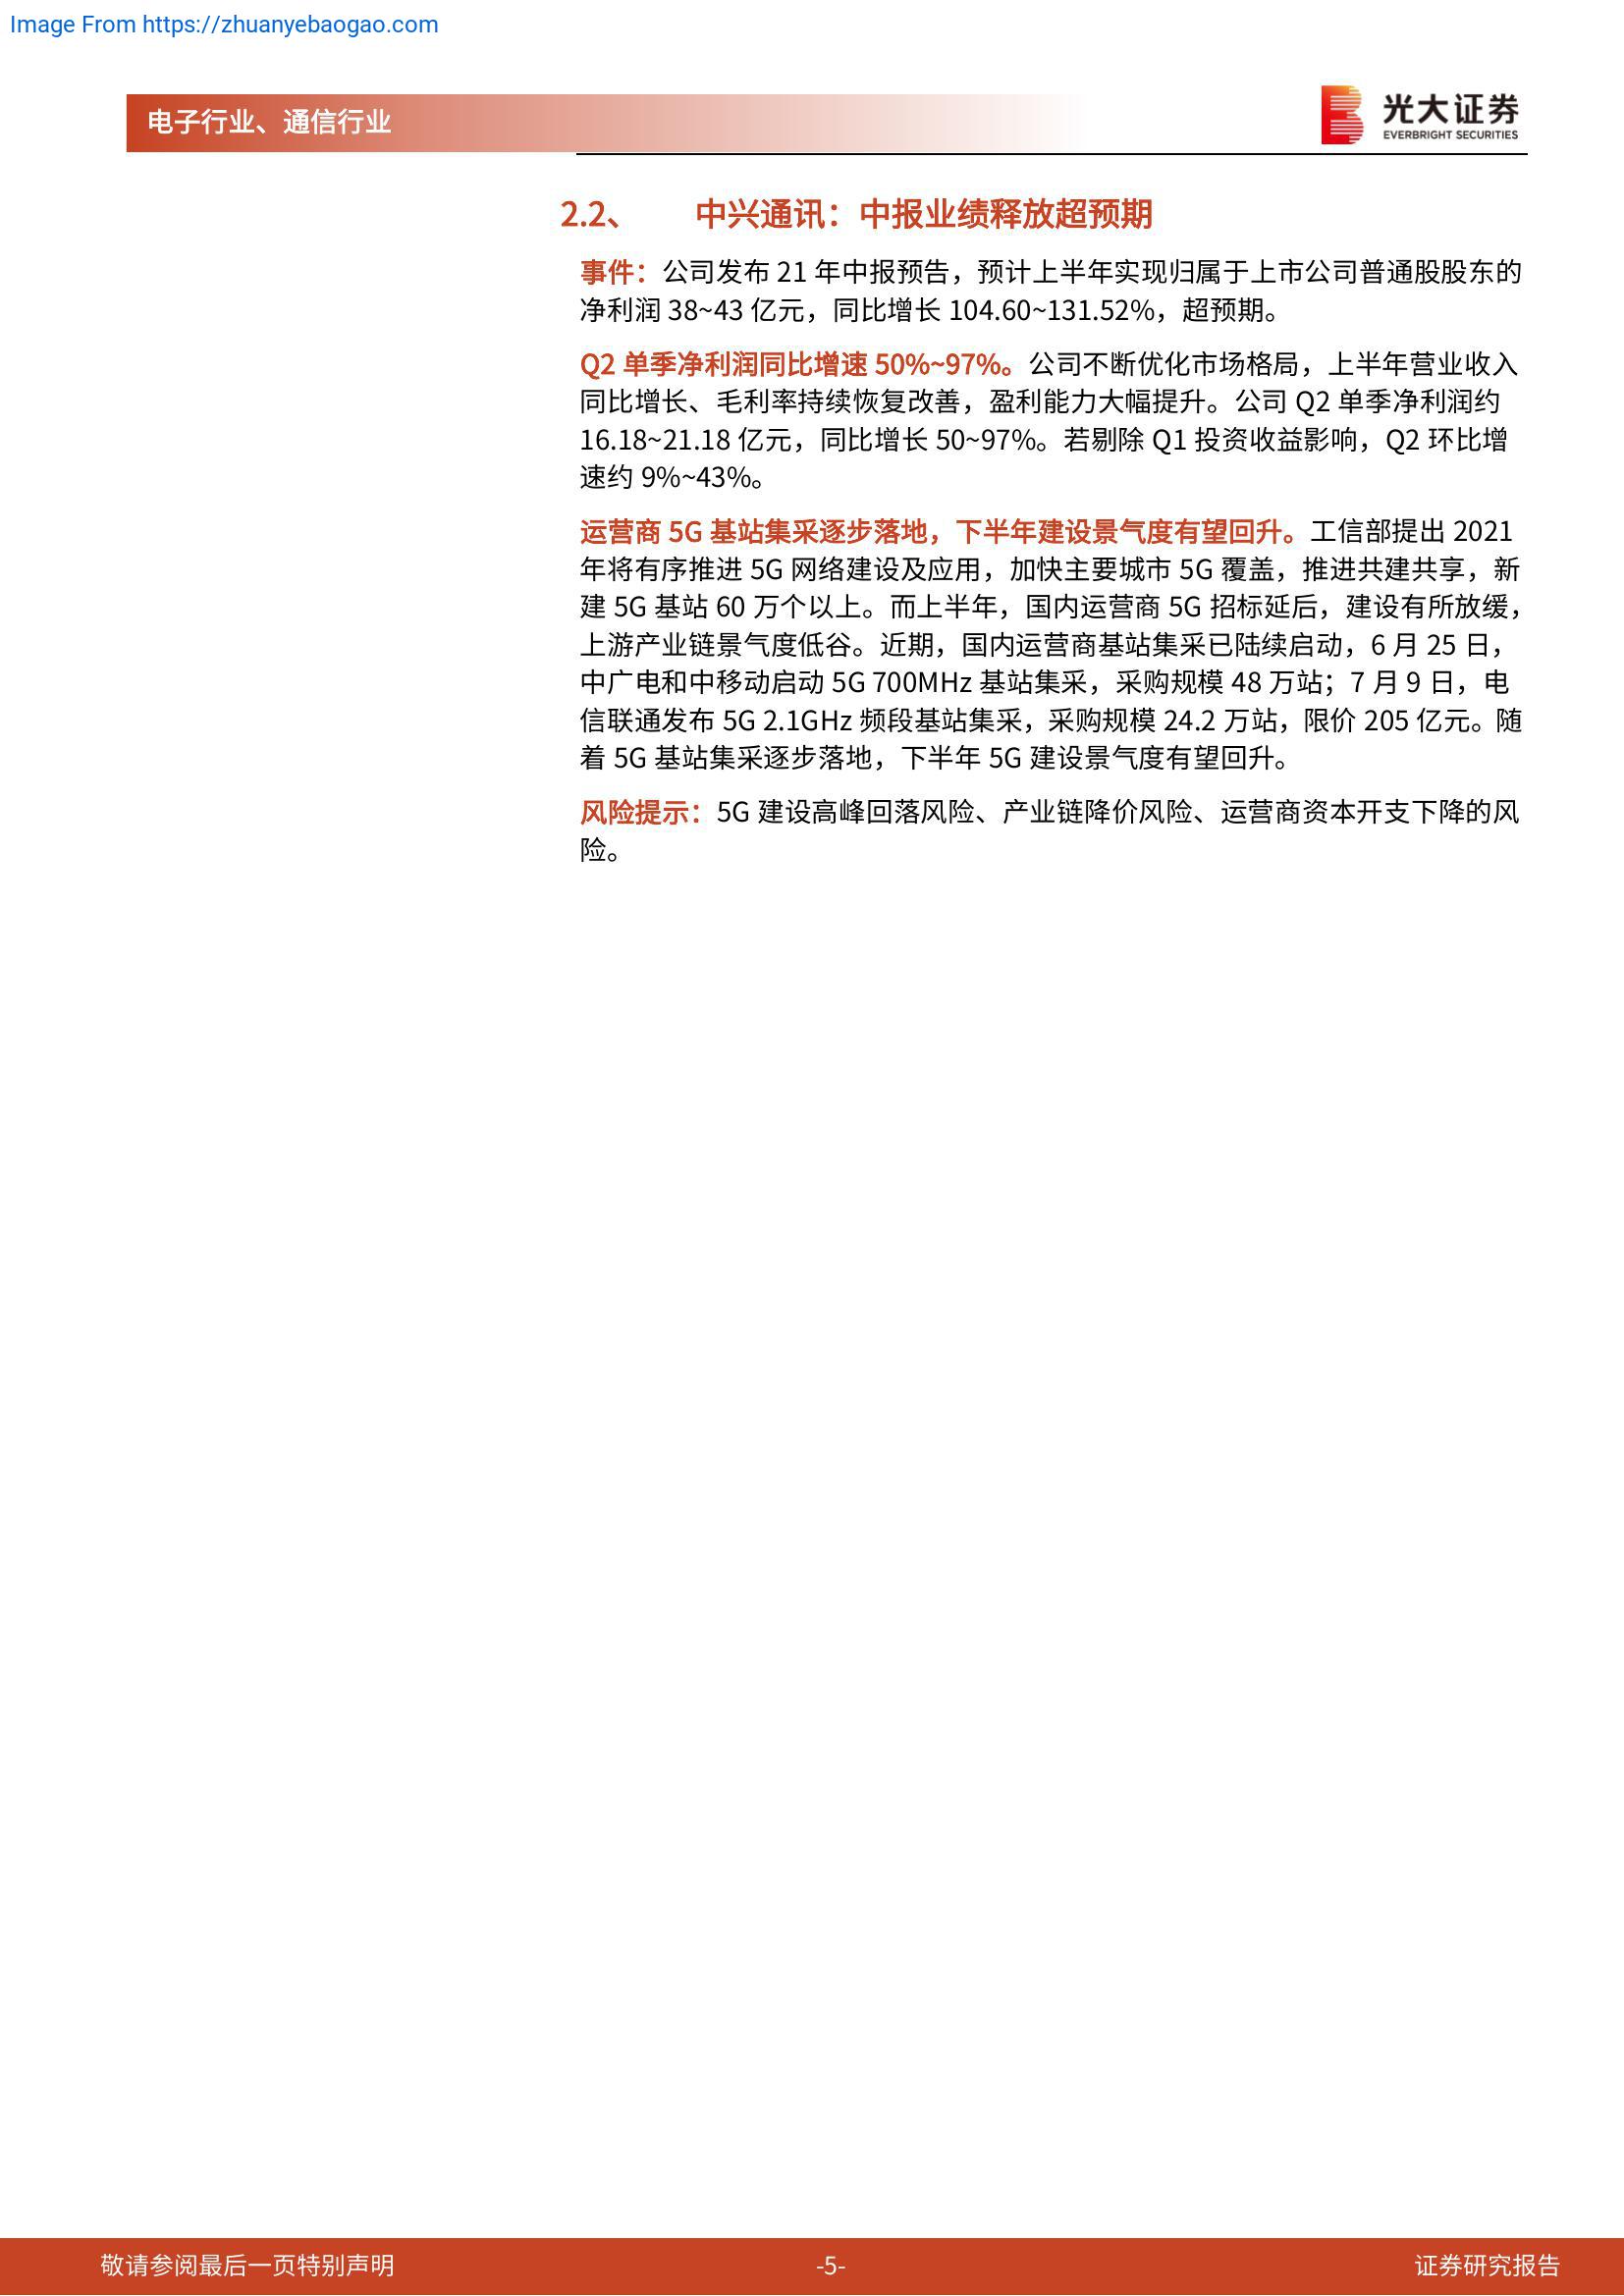 Image From https://zhuanyebaogao.com
电子行业、通信行业
光大证券
EVERBRIGHT SECURITIES
2.2、 中兴通讯：中报业绩释放超预期
事件：公司发布 21 年中报预告，预计上半年实现归属于上市公司普通股股东的
净利润 38~43 亿元，同比增长 104.60~131.52%，超预期。
Q2 单季净利润同比增速 50%~97%。公司不断优化市场格局，上半年营业收入
同比增长、毛利率持续恢复改善，盈利能力大幅提升。公司 Q2 单季净利润约
16.18~21.18 亿元，同比增长 50~97%。若剔除 Q1 投资收益影响，Q2 环比增
速约 9%~43%。
运营商 5G 基站集采逐步落地，下半年建设景气度有望回升。工信部提出 2021
年将有序推进 5G 网络建设及应用，加快主要城市 5G 覆盖，推进共建共享，新
建 5G 基站 60 万个以上。而上半年，国内运营商 5G 招标延后，建设有所放缓，
上游产业链景气度低谷。近期，国内运营商基站集采已陆续启动，6 月 25 日，
中广电和中移动启动 5G 700MHz 基站集采，采购规模 48 万站；7 月 9 日，电
信联通发布 5G 2.1GHz 频段基站集采，采购规模 24.2 万站，限价 205 亿元。随
着 5G 基站集采逐步落地，下半年 5G 建设景气度有望回升。
风险提示：5G 建设高峰回落风险、产业链降价风险、运营商资本开支下降的风
险。
敬请参阅最后一页特别声明
-5-
证券研究报告